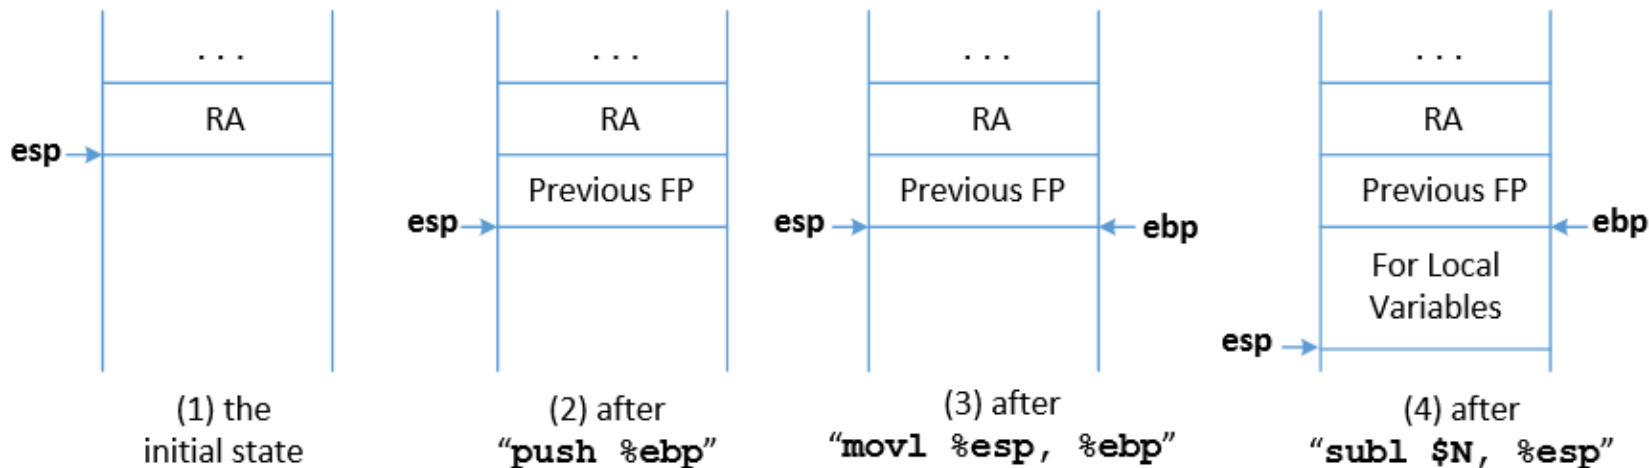 . . .
RA
esp
(1) the
initial state
. . .
RA
Previous FP
esp
(2) after
“push %ebp”
. . .
RA
Previous FP
esp
ebp
(3) after
“movl %esp, %ebp”
. . .
RA
Previous FP
ebp
For Local
Variables
esp
(4) after
“subl $N, %esp”